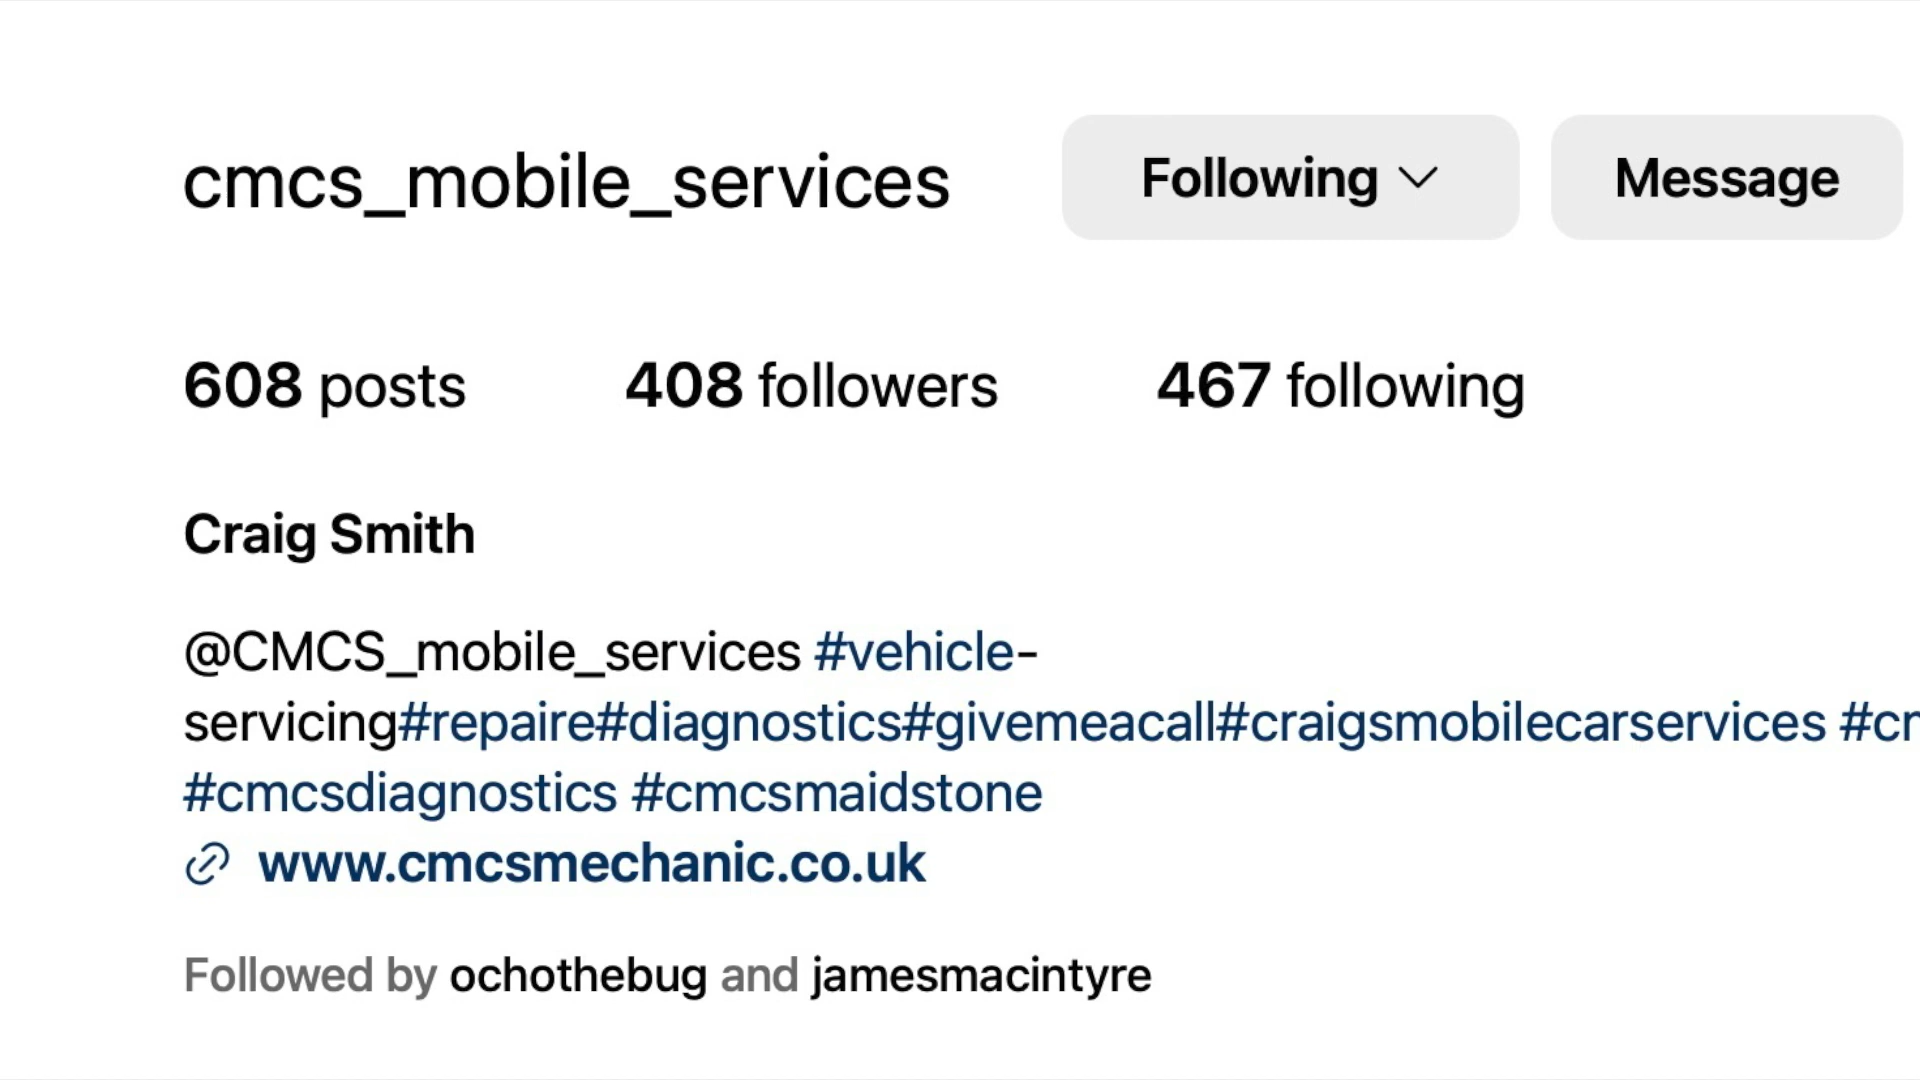 cmcs_mobile_services Following Message
608 posts 408 followers 467 following
Craig Smith
@CMCS_mobile_services #vehicle-
servicing#repaire#diagnostics#givemeacall#craigsmobilecarservices
#cmcsdiagnostics #cmcsmaidstone
www.cmcsmechanic.co.uk
Followed by ochothebug and jamesmacintyre